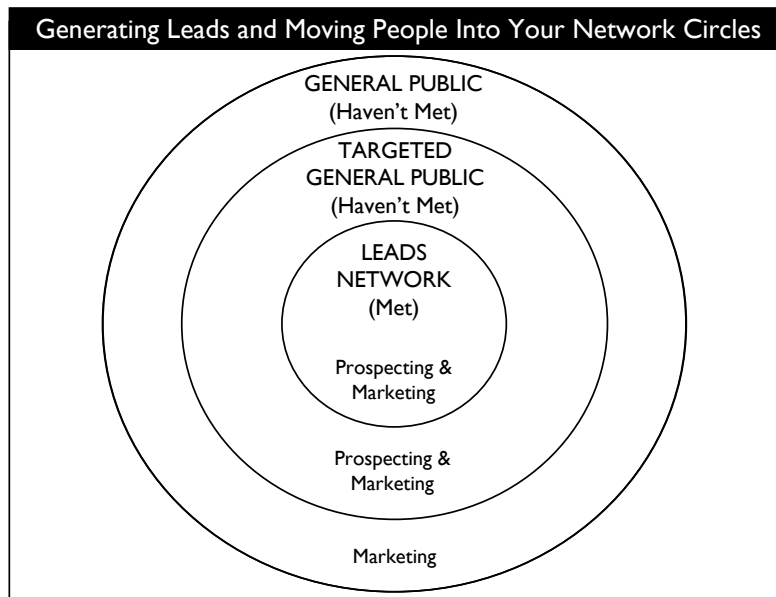 Generating Leads and Moving People Into Your Network Circles
GENERAL PUBLIC
(Haven't Met)
TARGETED
GENERAL PUBLIC
(Haven't Met)
LEADS
NETWORK
(Met)
Prospecting &
Marketing
Prospecting &
Marketing
Marketing